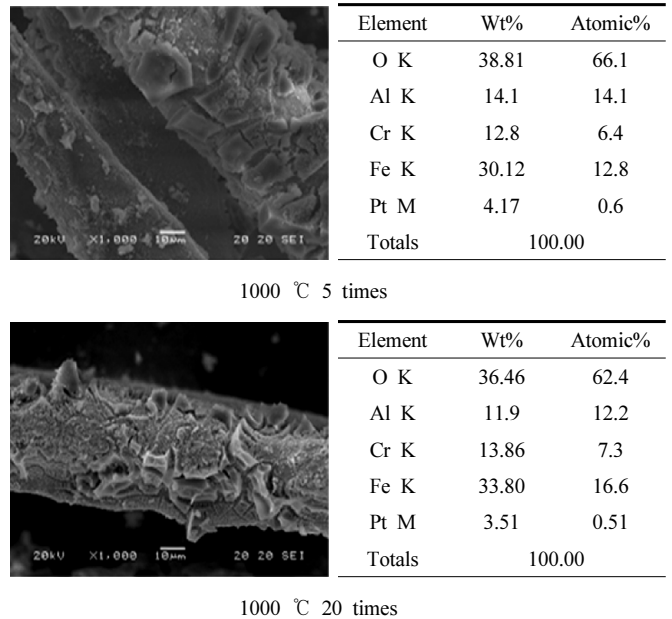 Element Wt% Atomic%
O K 38.81 66.1
Al K 14.1 14.1
Cr K 12.8 6.4
Fe K 30.12 12.8
Pt M 4.17 0.6
Totals 100.00
20kV X1,000 10μm 20 20 SEI
1000 ℃ 5 times
Element Wt% Atomic%
O K 36.46 62.4
Al K 11.9 12.2
Cr K 13.86 7.3
Fe K 33.80 16.6
Pt M 3.51 0.51
Totals 100.00
20kV X1,000 10μm 20 20 SEI
1000 ℃ 20 times